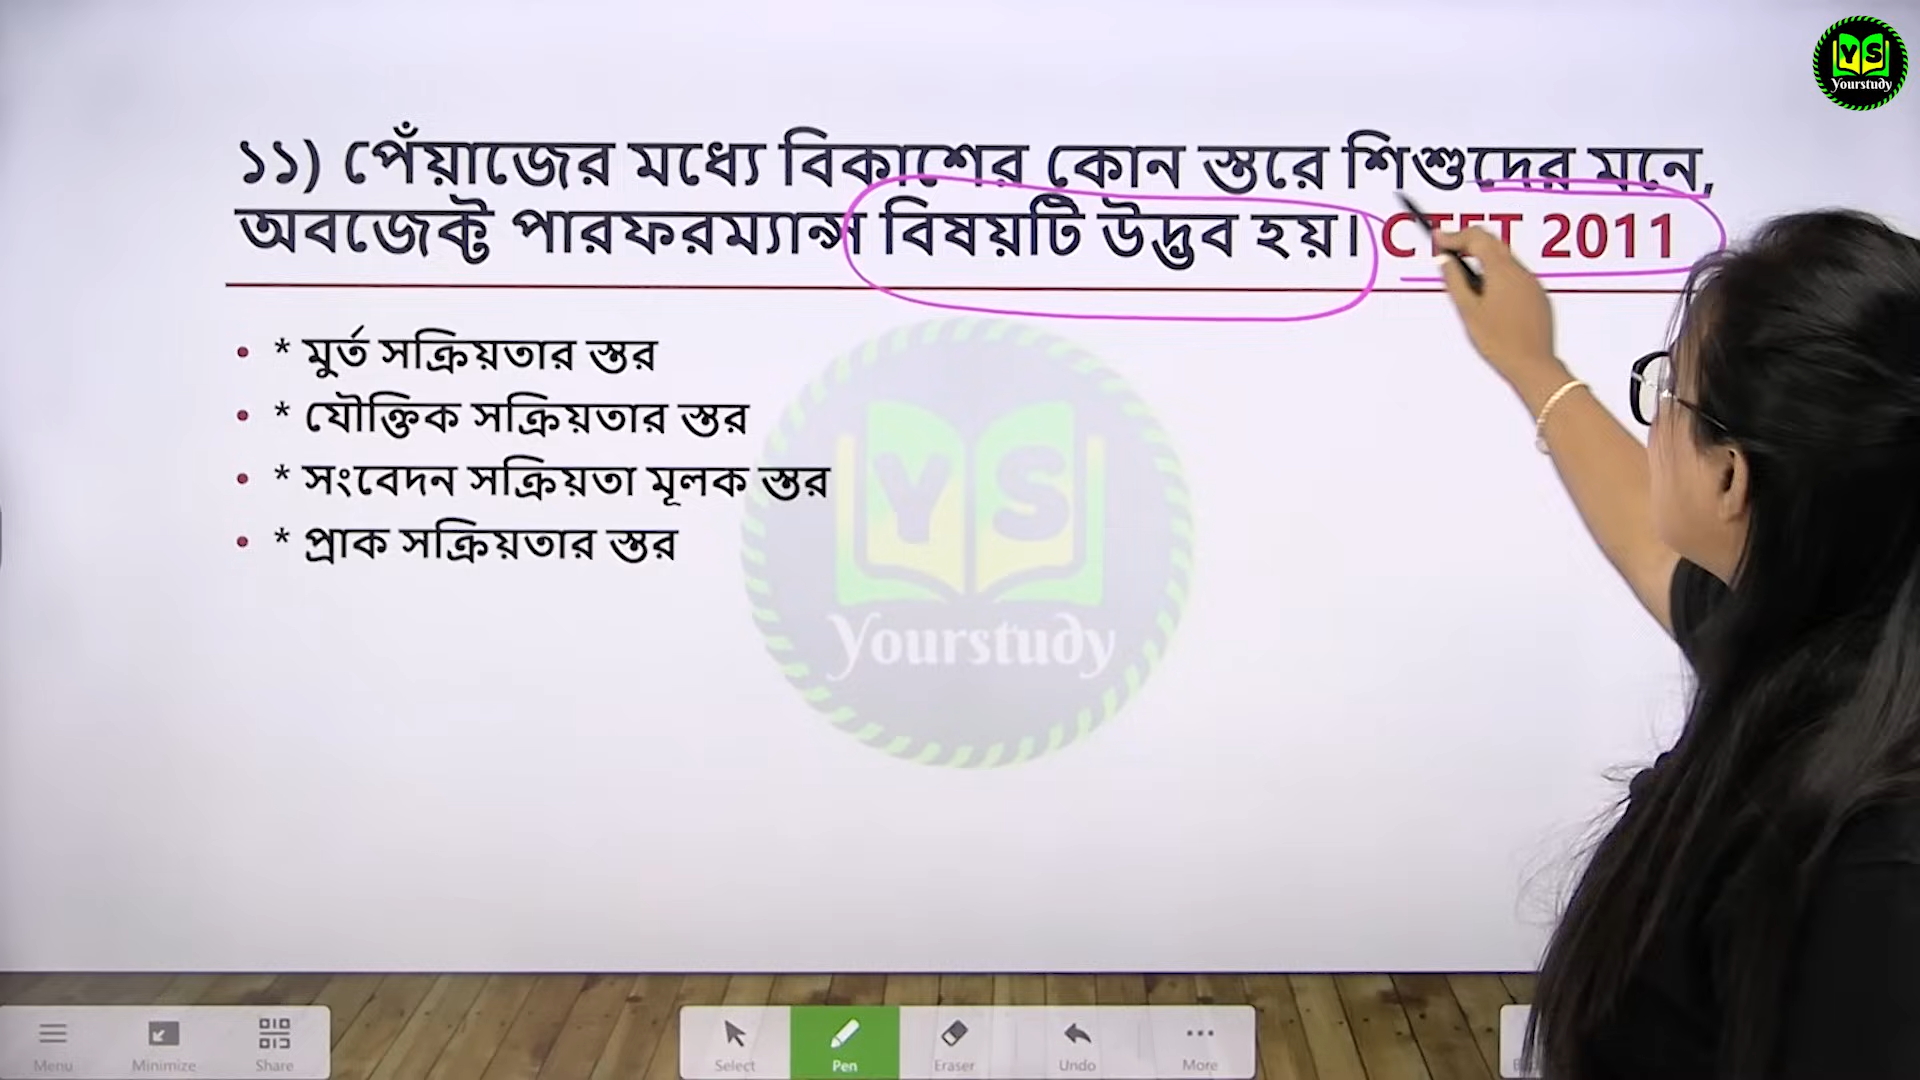 YS
Yourstudy
১১) পেঁয়াজের মধ্যে বিকাশের কোন স্তরে শিশুদের মনে,
অবজেক্ট পারফরম্যান্স বিষয়টি উদ্ভব হয়। CTET 2011
* মুর্ত সক্রিয়তার স্তর
* যৌক্তিক সক্রিয়তার স্তর
* সংবেদন সক্রিয়তা মূলক স্তর
* প্রাক সক্রিয়তার স্তর
YS
Yourstudy
Menu Minimize Share Select Pen Eraser Undo More